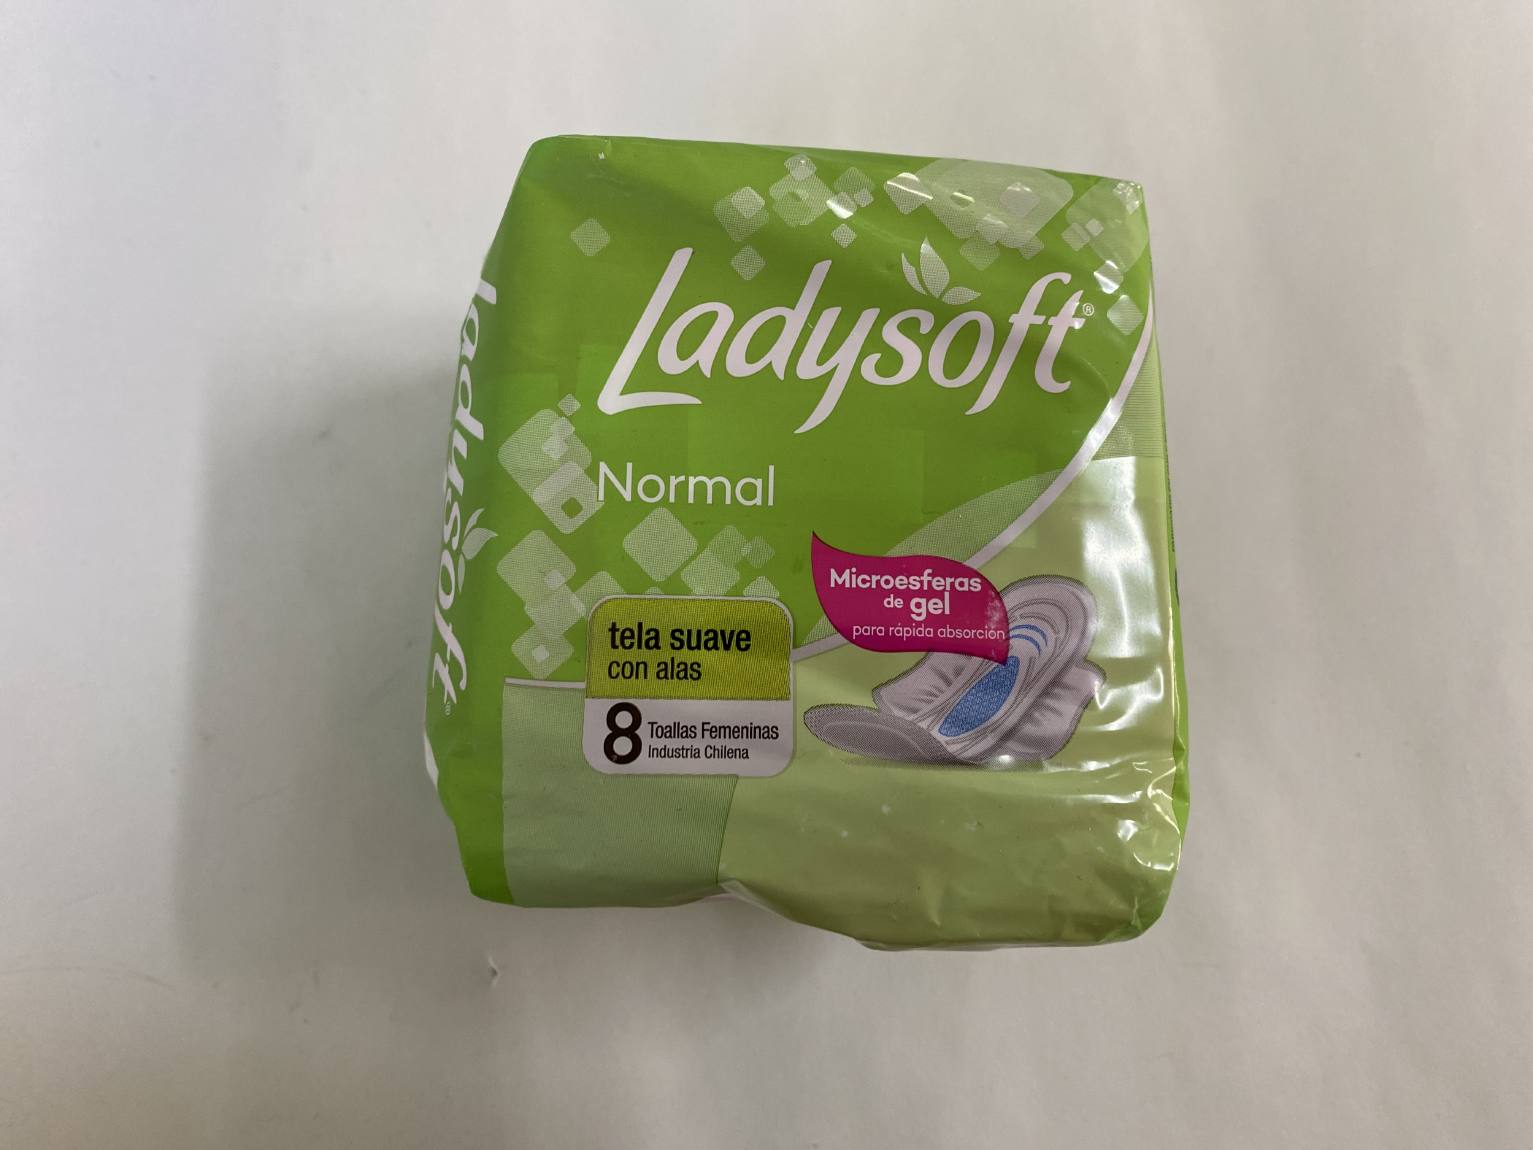 Ladysoft®
Normal
Microesferas
de gel
para rápida absorción
tela suave
con alas
8 Toallas Femeninas
Industria Chilena
Ladysoft®